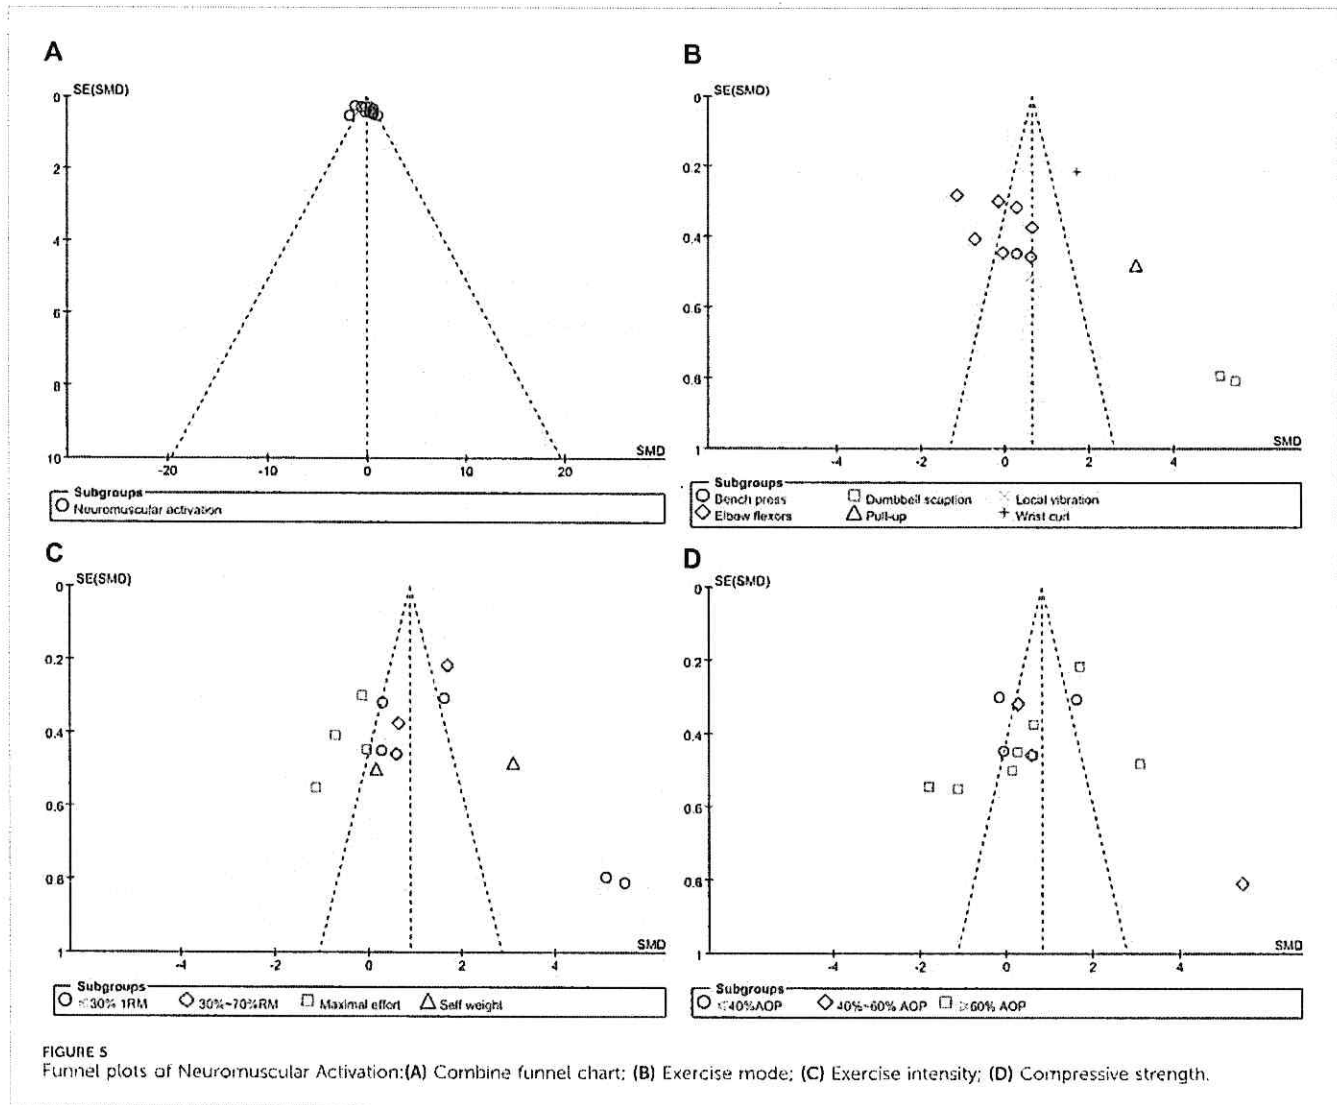 A
SE(SMD)
0
2
4
6
8
10
-20
-10
0
10
20
SMD
Subgroups
Neuromuscular activation
B
SE(SMD)
0
0.2
0.4
0.6
0.8
1
-4
-2
0
2
4
SMD
Subgroups
Bench press
Dumbbell scaption
Local vibration
Elbow flexors
Pull-up
Wrist curl
C
SE(SMD)
0
0.2
0.4
0.6
0.8
1
-4
-2
0
2
4
SMD
Subgroups
≤30% 1RM
30%~70%RM
Maximal effort
Self weight
D
SE(SMD)
0
0.2
0.4
0.6
0.8
1
-4
-2
0
2
4
SMD
Subgroups
≤40%AOP
40%~60% AOP
≥60% AOP
FIGURE 5
Funnel plots of Neuromuscular Activation:(A) Combine funnel chart; (B) Exercise mode; (C) Exercise intensity; (D) Compressive strength.